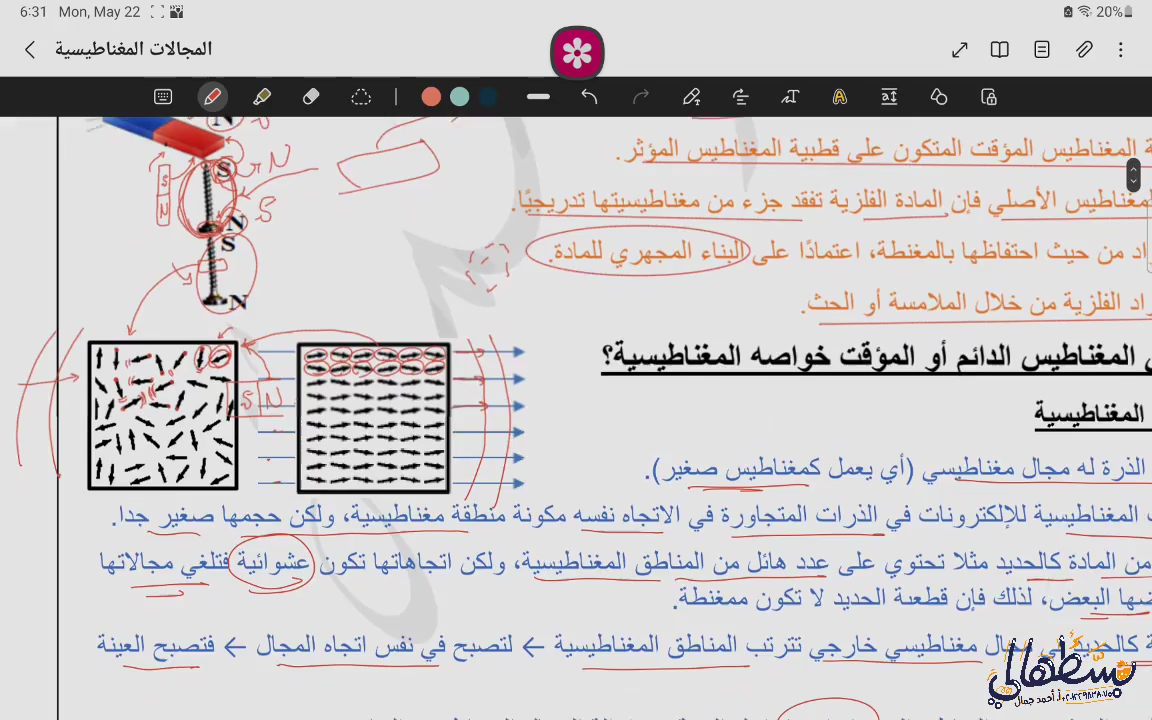 6:31 Mon, May 22 20%
المجالات المغناطيسية
N
S
N
ة المغناطيس المؤقت المتكون على قطبية المغناطيس المؤثر.
S
S
N
S
مغناطيس الأصلي فإن المادة الفلزية تفقد جزء من مغناطيسيتها تدريجيًا.
N
S
N
S
اد من حيث احتفاظها بالمغنطة، اعتمادًا على البناء المجهري للمادة.
N
اد الفلزية من خلال الملامسة أو الحث.
المغناطيس الدائم أو المؤقت خواصه المغناطيسية؟
S N
المغناطيسية
الذرة له مجال مغناطيسي (أي يعمل كمغناطيس صغير).
المغناطيسية للإلكترونات في الذرات المتجاورة في الاتجاه نفسه مكونة منطقة مغناطيسية، ولكن حجمها صغير جدا.
من المادة كالحديد مثلا تحتوي على عدد هائل من المناطق المغناطيسية، ولكن اتجاهاتها تكون عشوائية فتلغي مجالاتها
ضها البعض، لذلك فإن قطعة الحديد لا تكون ممغنطة.
ة كالحديد في مجال مغناطيسي خارجي تترتب المناطق المغناطيسية ← لتصبح في نفس اتجاه المجال ← فتصبح العينة
أ. أحمد جمال